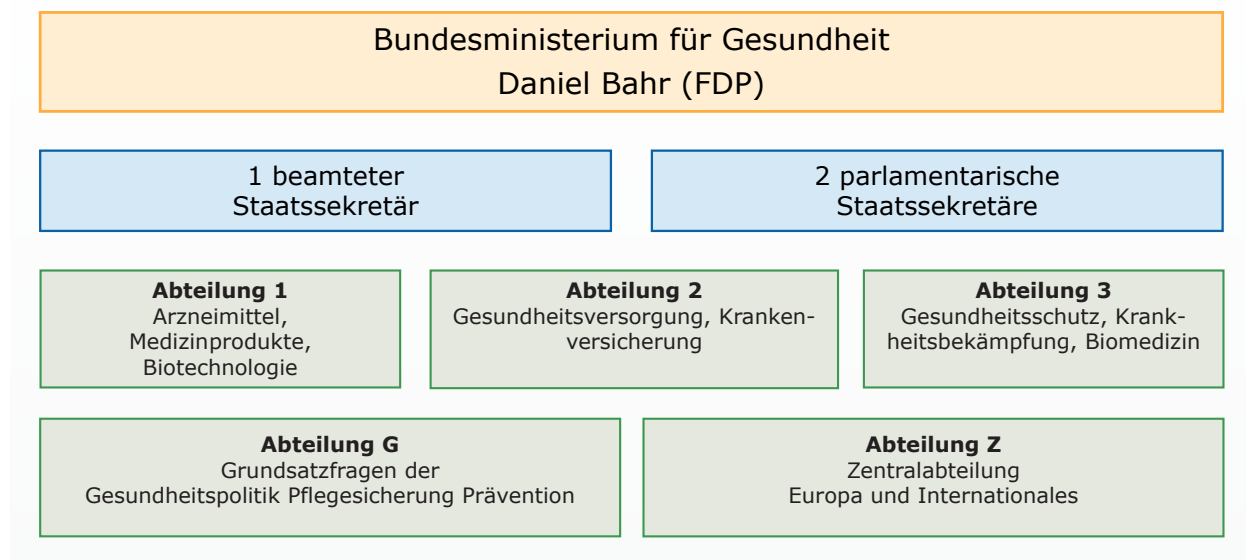 Bundesministerium für Gesundheit
Daniel Bahr (FDP)
1 beamteter
Staatssekretär
2 parlamentarische
Staatssekretäre
Abteilung 1
Arzneimittel,
Medizinprodukte,
Biotechnologie
Abteilung 2
Gesundheitsversorgung, Kranken-
versicherung
Abteilung 3
Gesundheitsschutz, Krank-
heitsbekämpfung, Biomedizin
Abteilung G
Grundsatzfragen der
Gesundheitspolitik Pflegesicherung Prävention
Abteilung Z
Zentralabteilung
Europa und Internationales